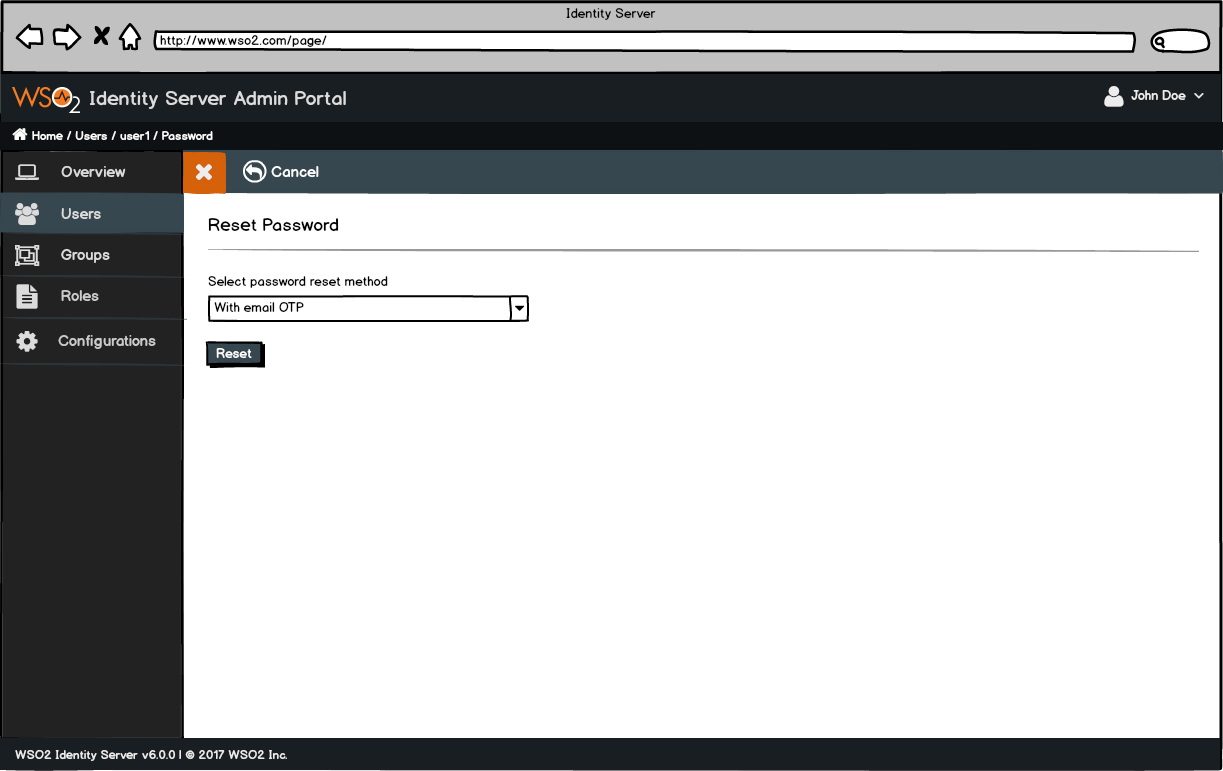 Identity Server
http://www.wso2.com/page/
WSO2 Identity Server Admin Portal
John Doe
Home / Users / user1 / Password
Overview
Cancel
Users
Reset Password
Groups
Select password reset method
Roles
With email OTP
Configurations
Reset
WSO2 Identity Server v6.0.0 | © 2017 WSO2 Inc.